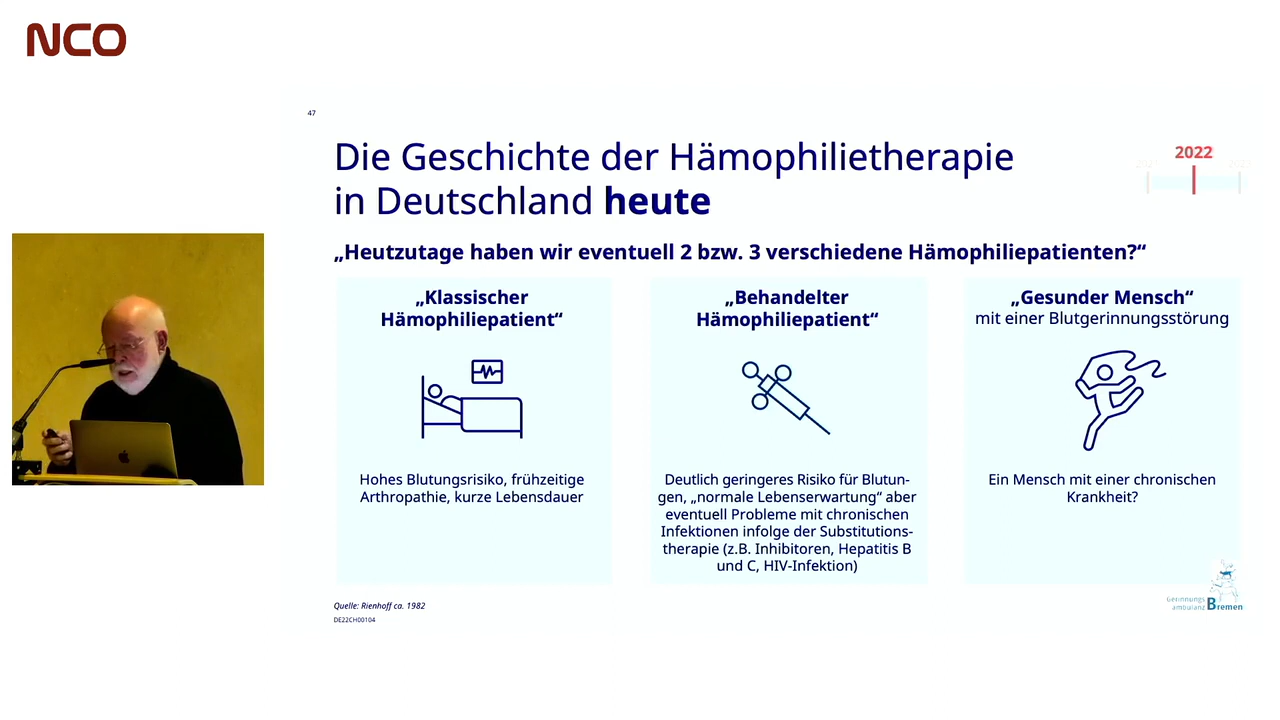 NCO
47
Die Geschichte der Hämophilietherapie
in Deutschland heute
2022
„Heutzutage haben wir eventuell 2 bzw. 3 verschiedene Hämophiliepatienten?“
„Klassischer
Hämophiliepatient“
Hohes Blutungsrisiko, frühzeitige
Arthropathie, kurze Lebensdauer
„Behandelter
Hämophiliepatient“
Deutlich geringeres Risiko für Blutun-
gen, „normale Lebenserwartung“ aber
eventuell Probleme mit chronischen
Infektionen infolge der Substitutions-
therapie (z.B. Inhibitoren, Hepatitis B
und C, HIV-Infektion)
„Gesunder Mensch“
mit einer Blutgerinnungsstörung
Ein Mensch mit einer chronischen
Krankheit?
Quelle: Rienhoff ca. 1982
DE22CH00104
Gerinnungs
ambulanz Bremen